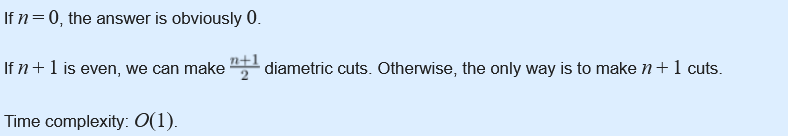 If n = 0, the answer is obviously 0.
If n + 1 is even, we can make \frac{n+1}{2} diametric cuts. Otherwise, the only way is to make n + 1 cuts.
Time complexity: O(1).